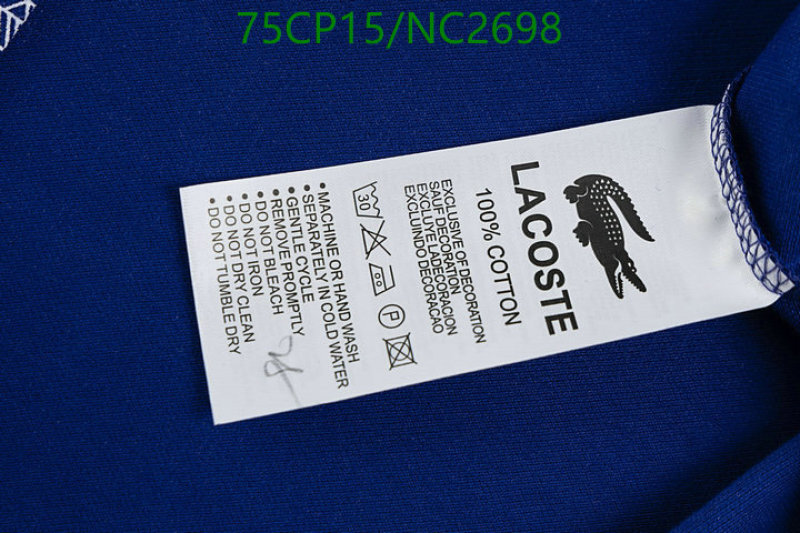 75CP15/NC2698
LACOSTE
100% COTTON
EXCLUSIVE OF DECORATION
SAUF DECORATION
EXCLUYE LADECORACION
EXCLUINDO DECORACAO
30
P
• MACHINE OR HAND WASH
• SEPARATELY IN COLD WATER
• GENTLE CYCLE
• REMOVE PROMPTLY
• DO NOT BLEACH
• DO NOT IRON
• DO NOT DRY CLEAN
• DO NOT TUMBLE DRY